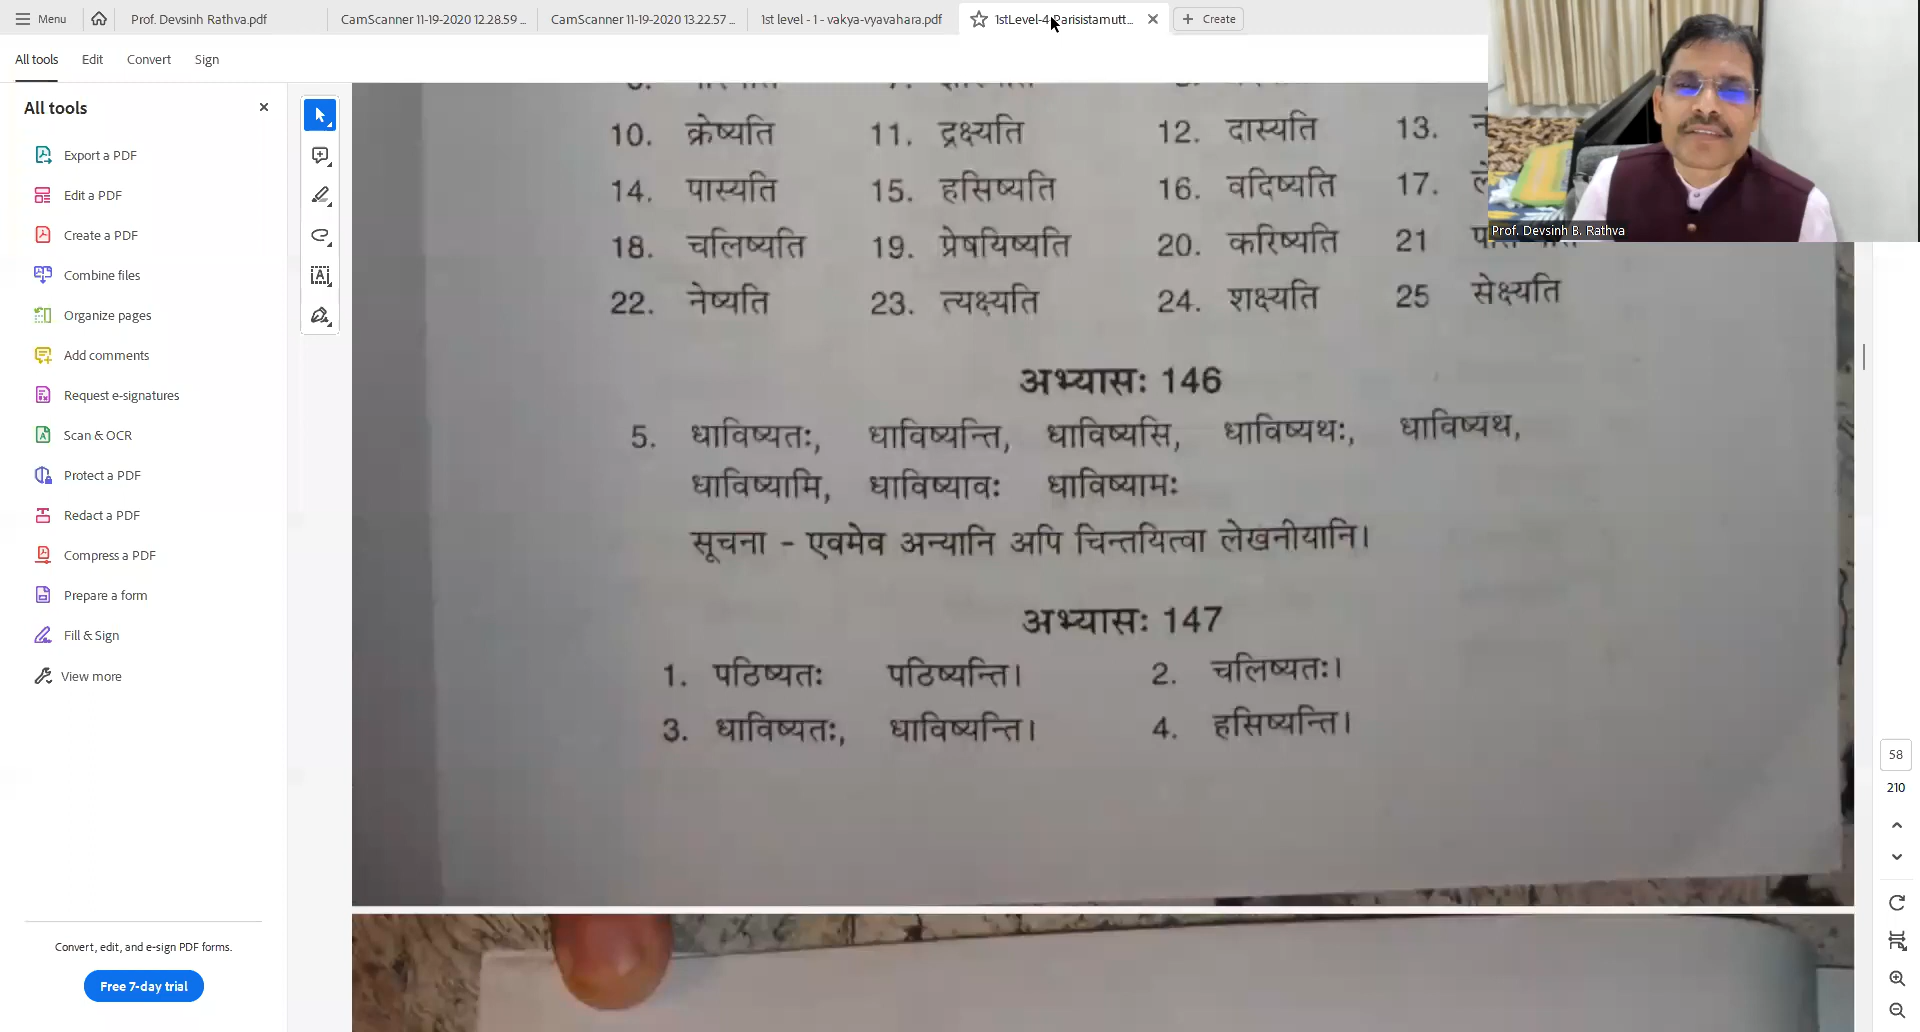 Menu
Prof. Devsinh Rathva.pdf
CamScanner 11-19-2020 12.28.59 ...
CamScanner 11-19-2020 13.22.57 ...
1st level - 1 - vakya-vyavahara.pdf
1stLevel-4-Parisistamutt...
Create
All tools Edit Convert Sign
All tools
Export a PDF
Edit a PDF
Create a PDF
Combine files
Organize pages
Add comments
Request e-signatures
Scan & OCR
Protect a PDF
Redact a PDF
Compress a PDF
Prepare a form
Fill & Sign
View more
Convert, edit, and e-sign PDF forms.
Free 7-day trial
10. क्रेष्यति 11. द्रक्ष्यति 12. दास्यति 13.
14. पास्यति 15. हसिष्यति 16. वदिष्यति 17.
18. चलिष्यति 19. प्रेषयिष्यति 20. करिष्यति 21
22. नेष्यति 23. त्यक्ष्यति 24. शक्ष्यति 25 सेक्ष्यति
अभ्यासः 146
5. धाविष्यतः, धाविष्यन्ति, धाविष्यसि, धाविष्यथः, धाविष्यथ,
धाविष्यामि, धाविष्यावः धाविष्यामः
सूचना - एवमेव अन्यानि अपि चिन्तयित्वा लेखनीयानि।
अभ्यासः 147
1. पठिष्यतः पठिष्यन्ति। 2. चलिष्यतः।
3. धाविष्यतः, धाविष्यन्ति। 4. हसिष्यन्ति।
Prof. Devsinh B. Rathva
58
210